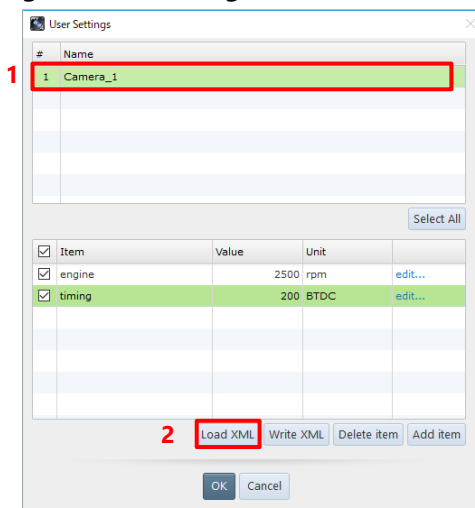 User Settings
# Name
1
1 Camera_1
Select All
Item Value Unit
engine 2500 rpm edit...
timing 200 BTDC edit...
2
Load XML Write XML Delete item Add item
OK Cancel